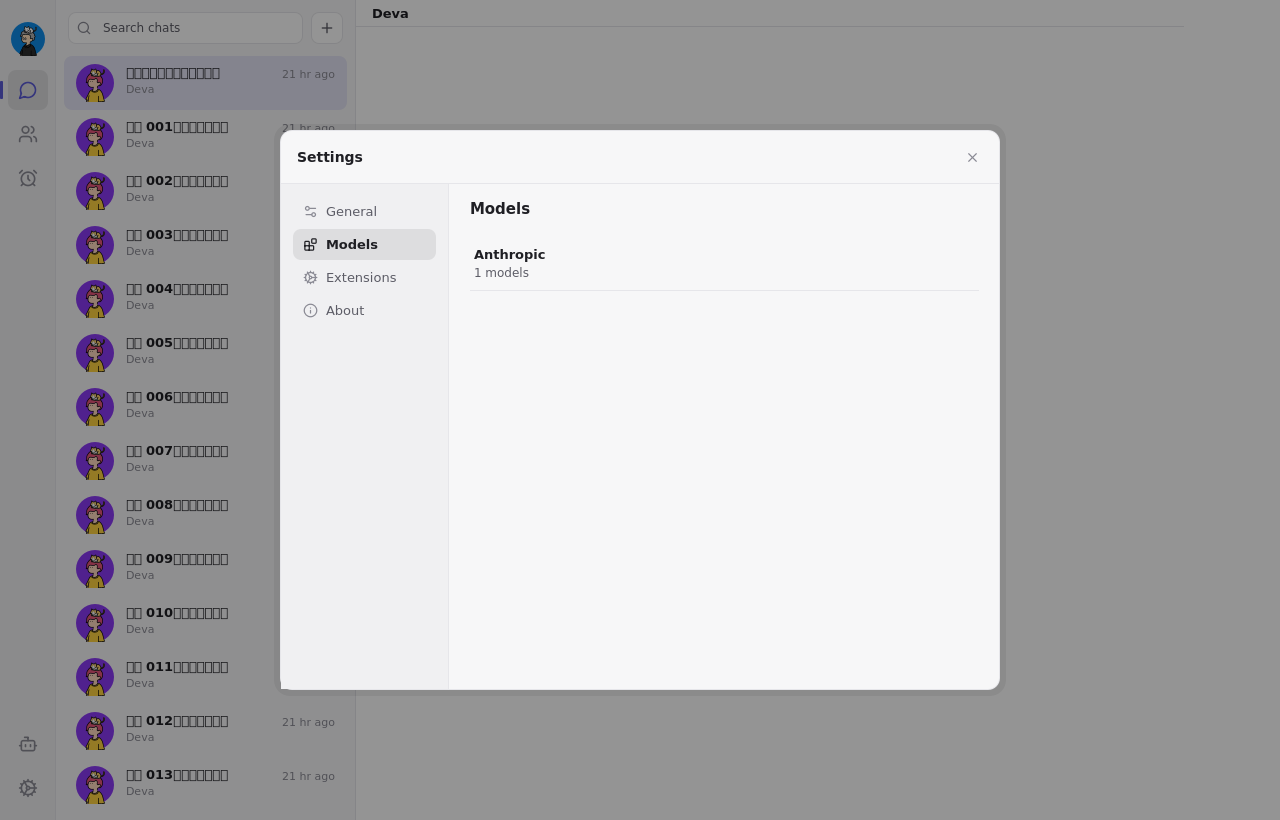 Search chats
21 hr ago
Deva
001
21 hr ago
Deva
002
Deva
003
Deva
004
Deva
005
Deva
006
Deva
007
Deva
008
Deva
009
Deva
010
Deva
011
Deva
012
21 hr ago
Deva
013
21 hr ago
Deva
Deva
Settings
General
Models
Extensions
About
Models
Anthropic
1 models